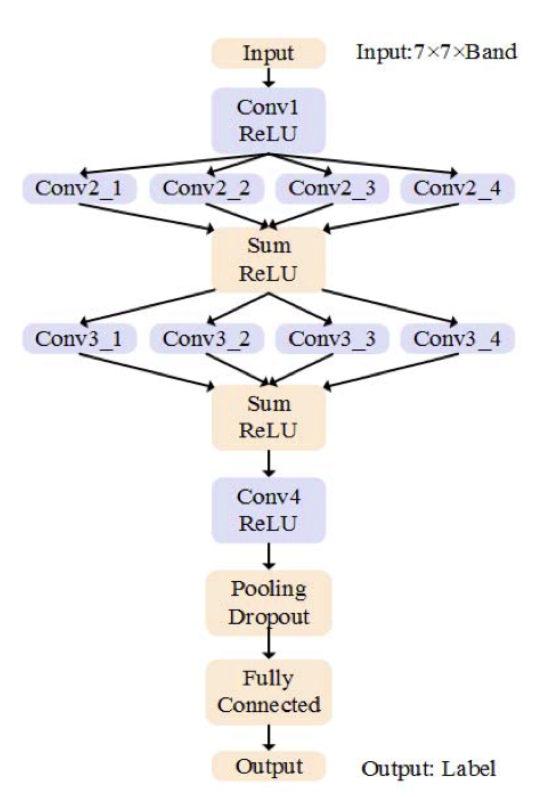 Input
Input:7×7×Band
Conv1
ReLU
Conv2_1
Conv2_2
Conv2_3
Conv2_4
Sum
ReLU
Conv3_1
Conv3_2
Conv3_3
Conv3_4
Sum
ReLU
Conv4
ReLU
Pooling
Dropout
Fully
Connected
Output
Output: Label